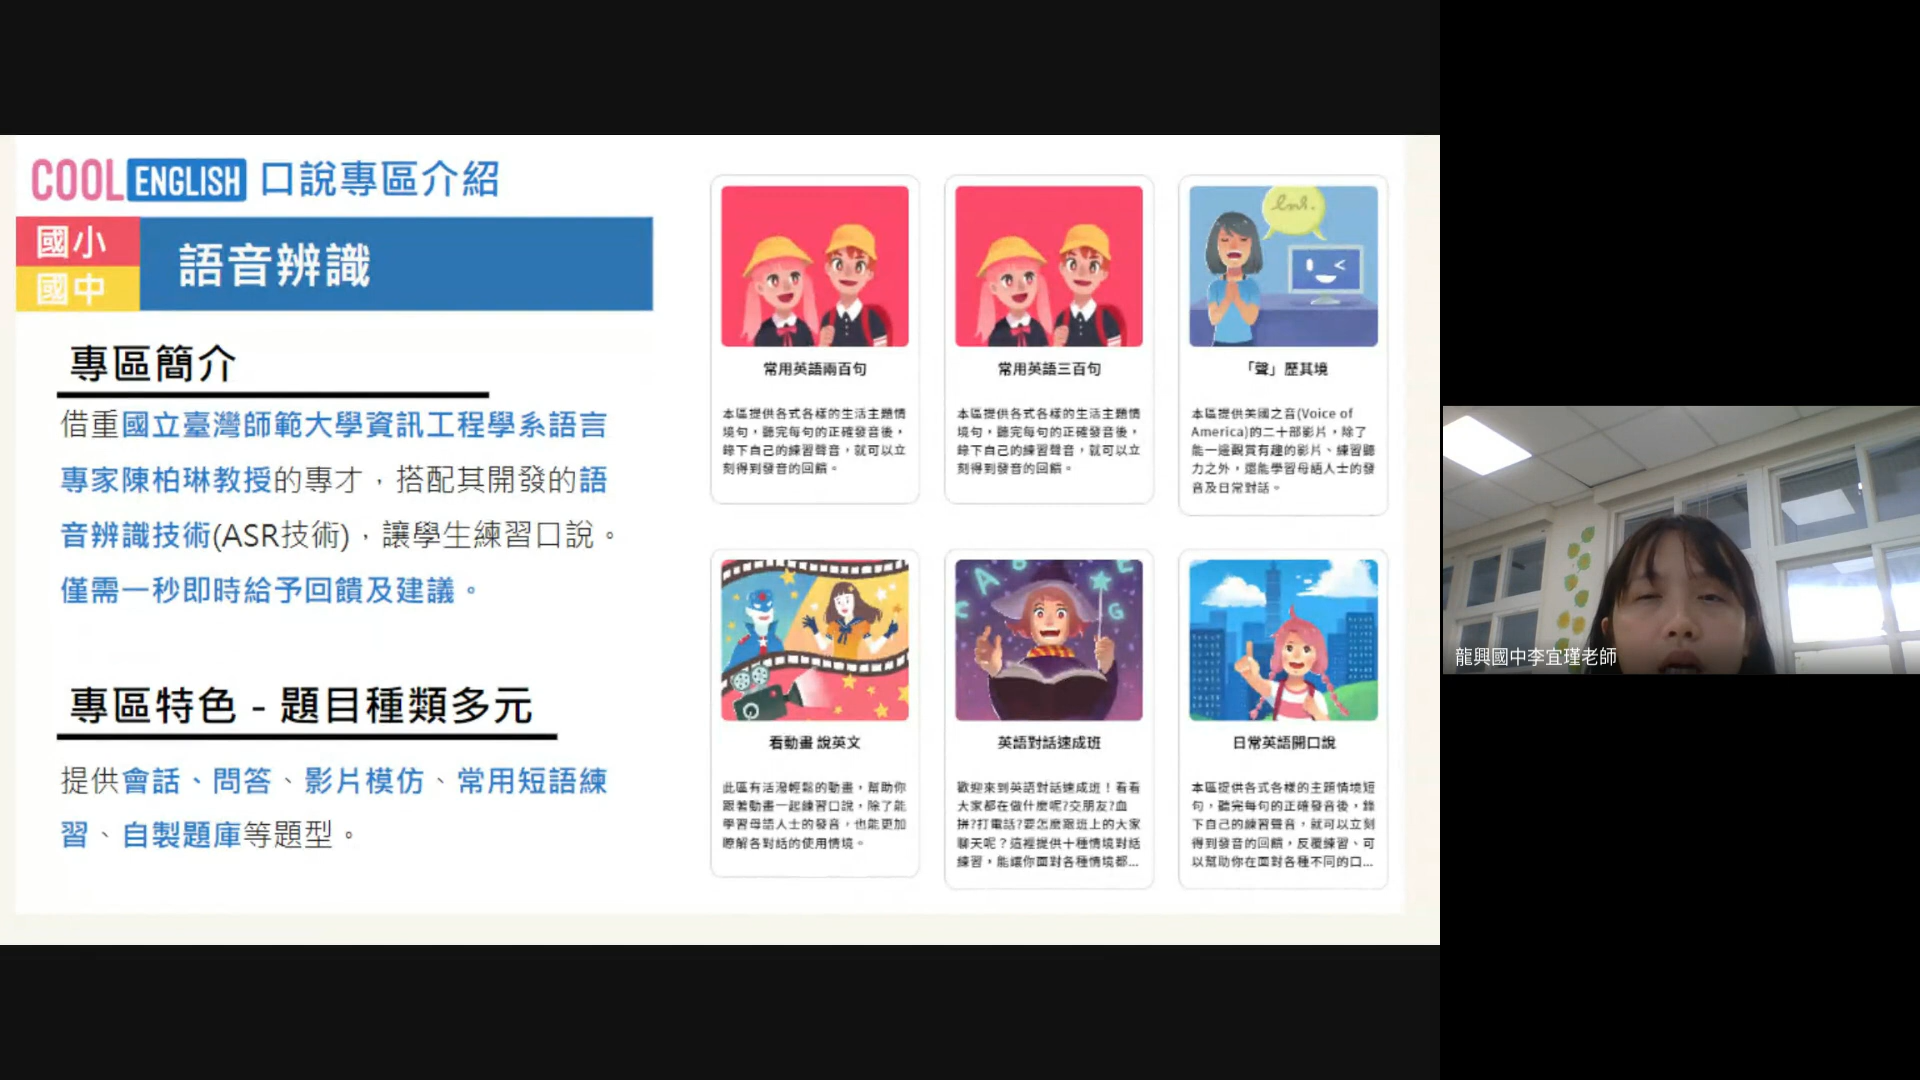 COOL ENGLISH 口說專區介紹
國小
國中
語音辨識
專區簡介
借重國立臺灣師範大學資訊工程學系語言
專家陳柏琳教授的專才，搭配其開發的語
音辨識技術(ASR技術)，讓學生練習口說。
僅需一秒即時給予回饋及建議。
專區特色 - 題目種類多元
提供會話、問答、影片模仿、常用短語練
習、自製題庫等題型。
常用英語兩百句
本區提供各式各樣的生活主題情
境句，聽完每句的正確發音後，
錄下自己的練習聲音，就可以立
刻得到發音的回饋。
常用英語三百句
本區提供各式各樣的生活主題情
境句，聽完每句的正確發音後，
錄下自己的練習聲音，就可以立
刻得到發音的回饋。
「聲」歷其境
本區提供美國之音(Voice of
America)的二十部影片，除了
能一邊觀賞有趣的影片、練習聽
力之外，還能學習母語人士的發
音及日常對話。
看動畫 說英文
此區有活潑輕鬆的動畫，幫助你
跟著動畫一起練習口說，除了能
學習母語人士的發音，也能更加
瞭解各對話的使用情境。
英語對話速成班
歡迎來到英語對話速成班！看看
大家都在做什麼呢?交朋友?血
拼?打電話?要怎麼跟班上的大家
聊天呢？這裡提供十種情境對話
練習，能讓你面對各種情境都...
日常英語開口說
本區提供各式各樣的主題情境短
句，聽完每句的正確發音後，錄
下自己的練習聲音，就可以立刻
得到發音的回饋，反覆練習、可
以幫助你在面對各種不同的口...
龍興國中李宜瑾老師